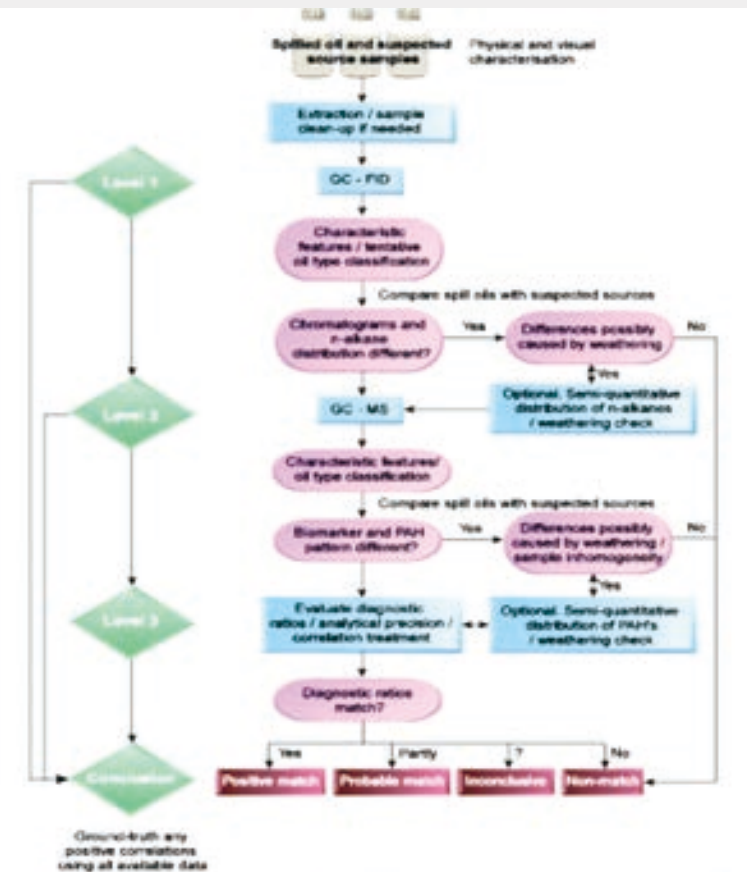 Spilled oil and suspected
source samples
Physical and visual
characterisation
Extraction / sample
clean-up if needed
Level 1
GC - FID
Characteristic
features / tentative
oil type classification
Compare spill oils with suspected sources
Chromatograms and
n-alkane
distribution different?
Yes
Differences possibly
caused by weathering
No
Yes
Level 2
GC - MS
Optional. Semi-quantitative
distribution of n-alkanes
/ weathering check
Characteristic features/
oil type classification
Compare spill oils with suspected sources
Biomarker and PAH
pattern different?
Yes
Differences possibly
caused by weathering /
sample inhomogeneity
No
Yes
Level 3
Evaluate diagnostic
ratios / analytical precision /
correlation treatment
Optional. Semi-quantitative
distribution of PAH's
/ weathering check
Diagnostic ratios
match?
Yes
Partly
?
No
Conclusion
Positive match
Probable match
Inconclusive
Non-match
Ground-truth any
positive correlations
using all available data